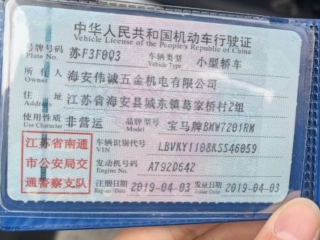 中华人民共和国机动车行驶证
Vehicle License of the People's Republic of China
号牌号码 Plate No. 苏F3F0Q3 车辆类型 Vehicle Type 小型轿车
所有人 Owner 海安伟诚五金机电有限公司
住址 Address 江苏省海安县城东镇葛家桥村2组
使用性质 Use Character 非营运 品牌型号 Model 宝马牌BMW7201RM
江苏省南通 车辆识别代号 VIN LBVKY1108KSS46059
市公安局交 发动机号码 Engine No. A792D642
通警察支队 注册日期 Register Date 2019-04-03 发证日期 Issue Date 2019-04-03